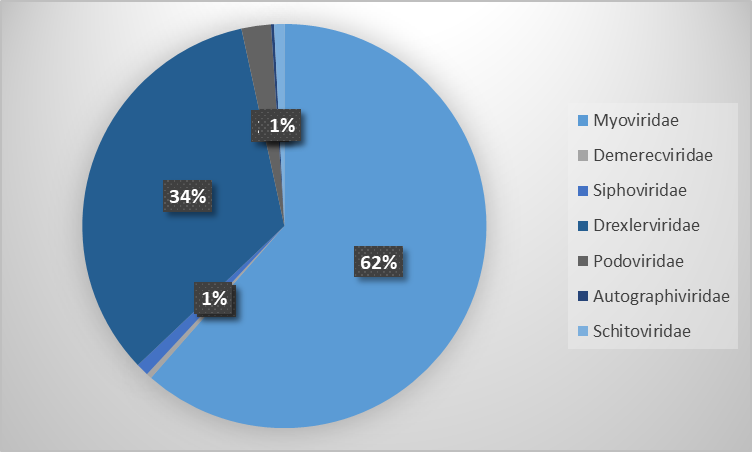 1%
34%
62%
1%
Myoviridae
Demerecviridae
Siphoviridae
Drexlerviridae
Podoviridae
Autographiviridae
Schitoviridae